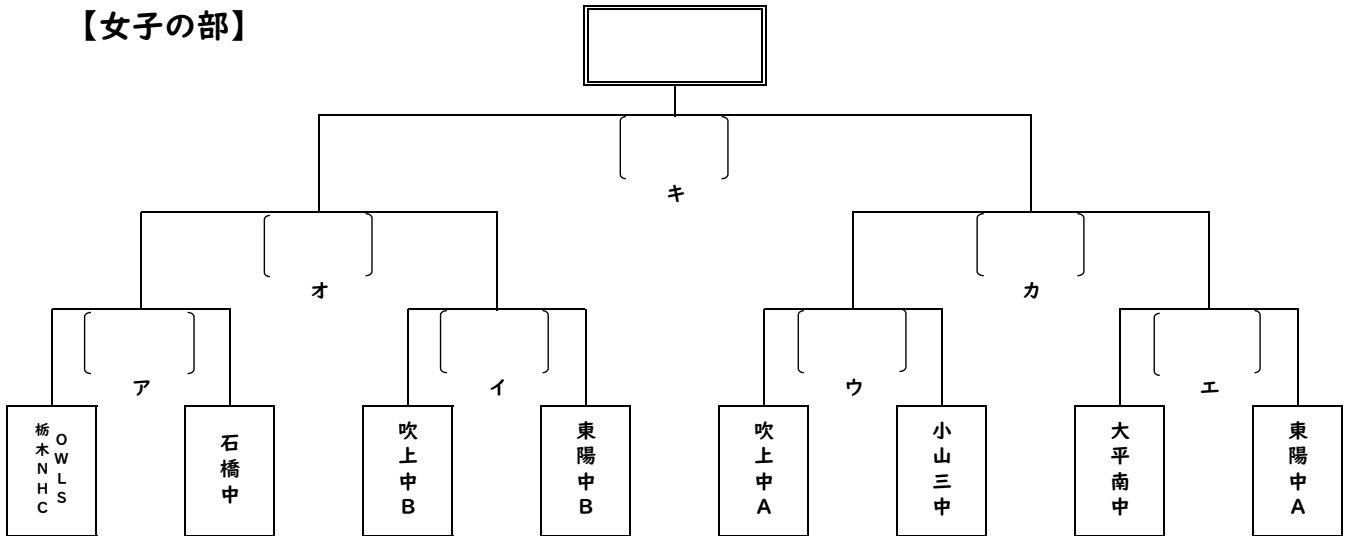 【女子の部】
キ
オ
カ
ア
イ
ウ
エ
栃木NHC
OWLS
石橋中
吹上中B
東陽中B
吹上中A
小山三中
大平南中
東陽中A